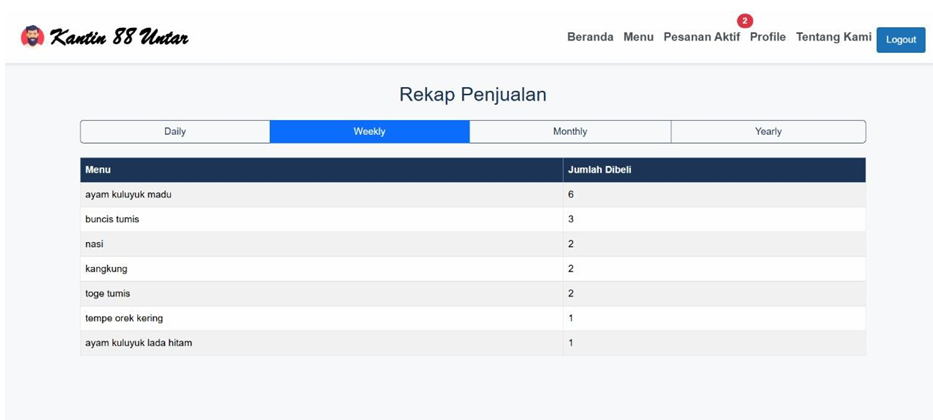 Kantin 88 Untar
Beranda Menu Pesanan Aktif 2 Profile Tentang Kami Logout
Rekap Penjualan
Daily Weekly Monthly Yearly
Menu Jumlah Dibeli
ayam kuluyuk madu 6
buncis tumis 3
nasi 2
kangkung 2
toge tumis 2
tempe orek kering 1
ayam kuluyuk lada hitam 1